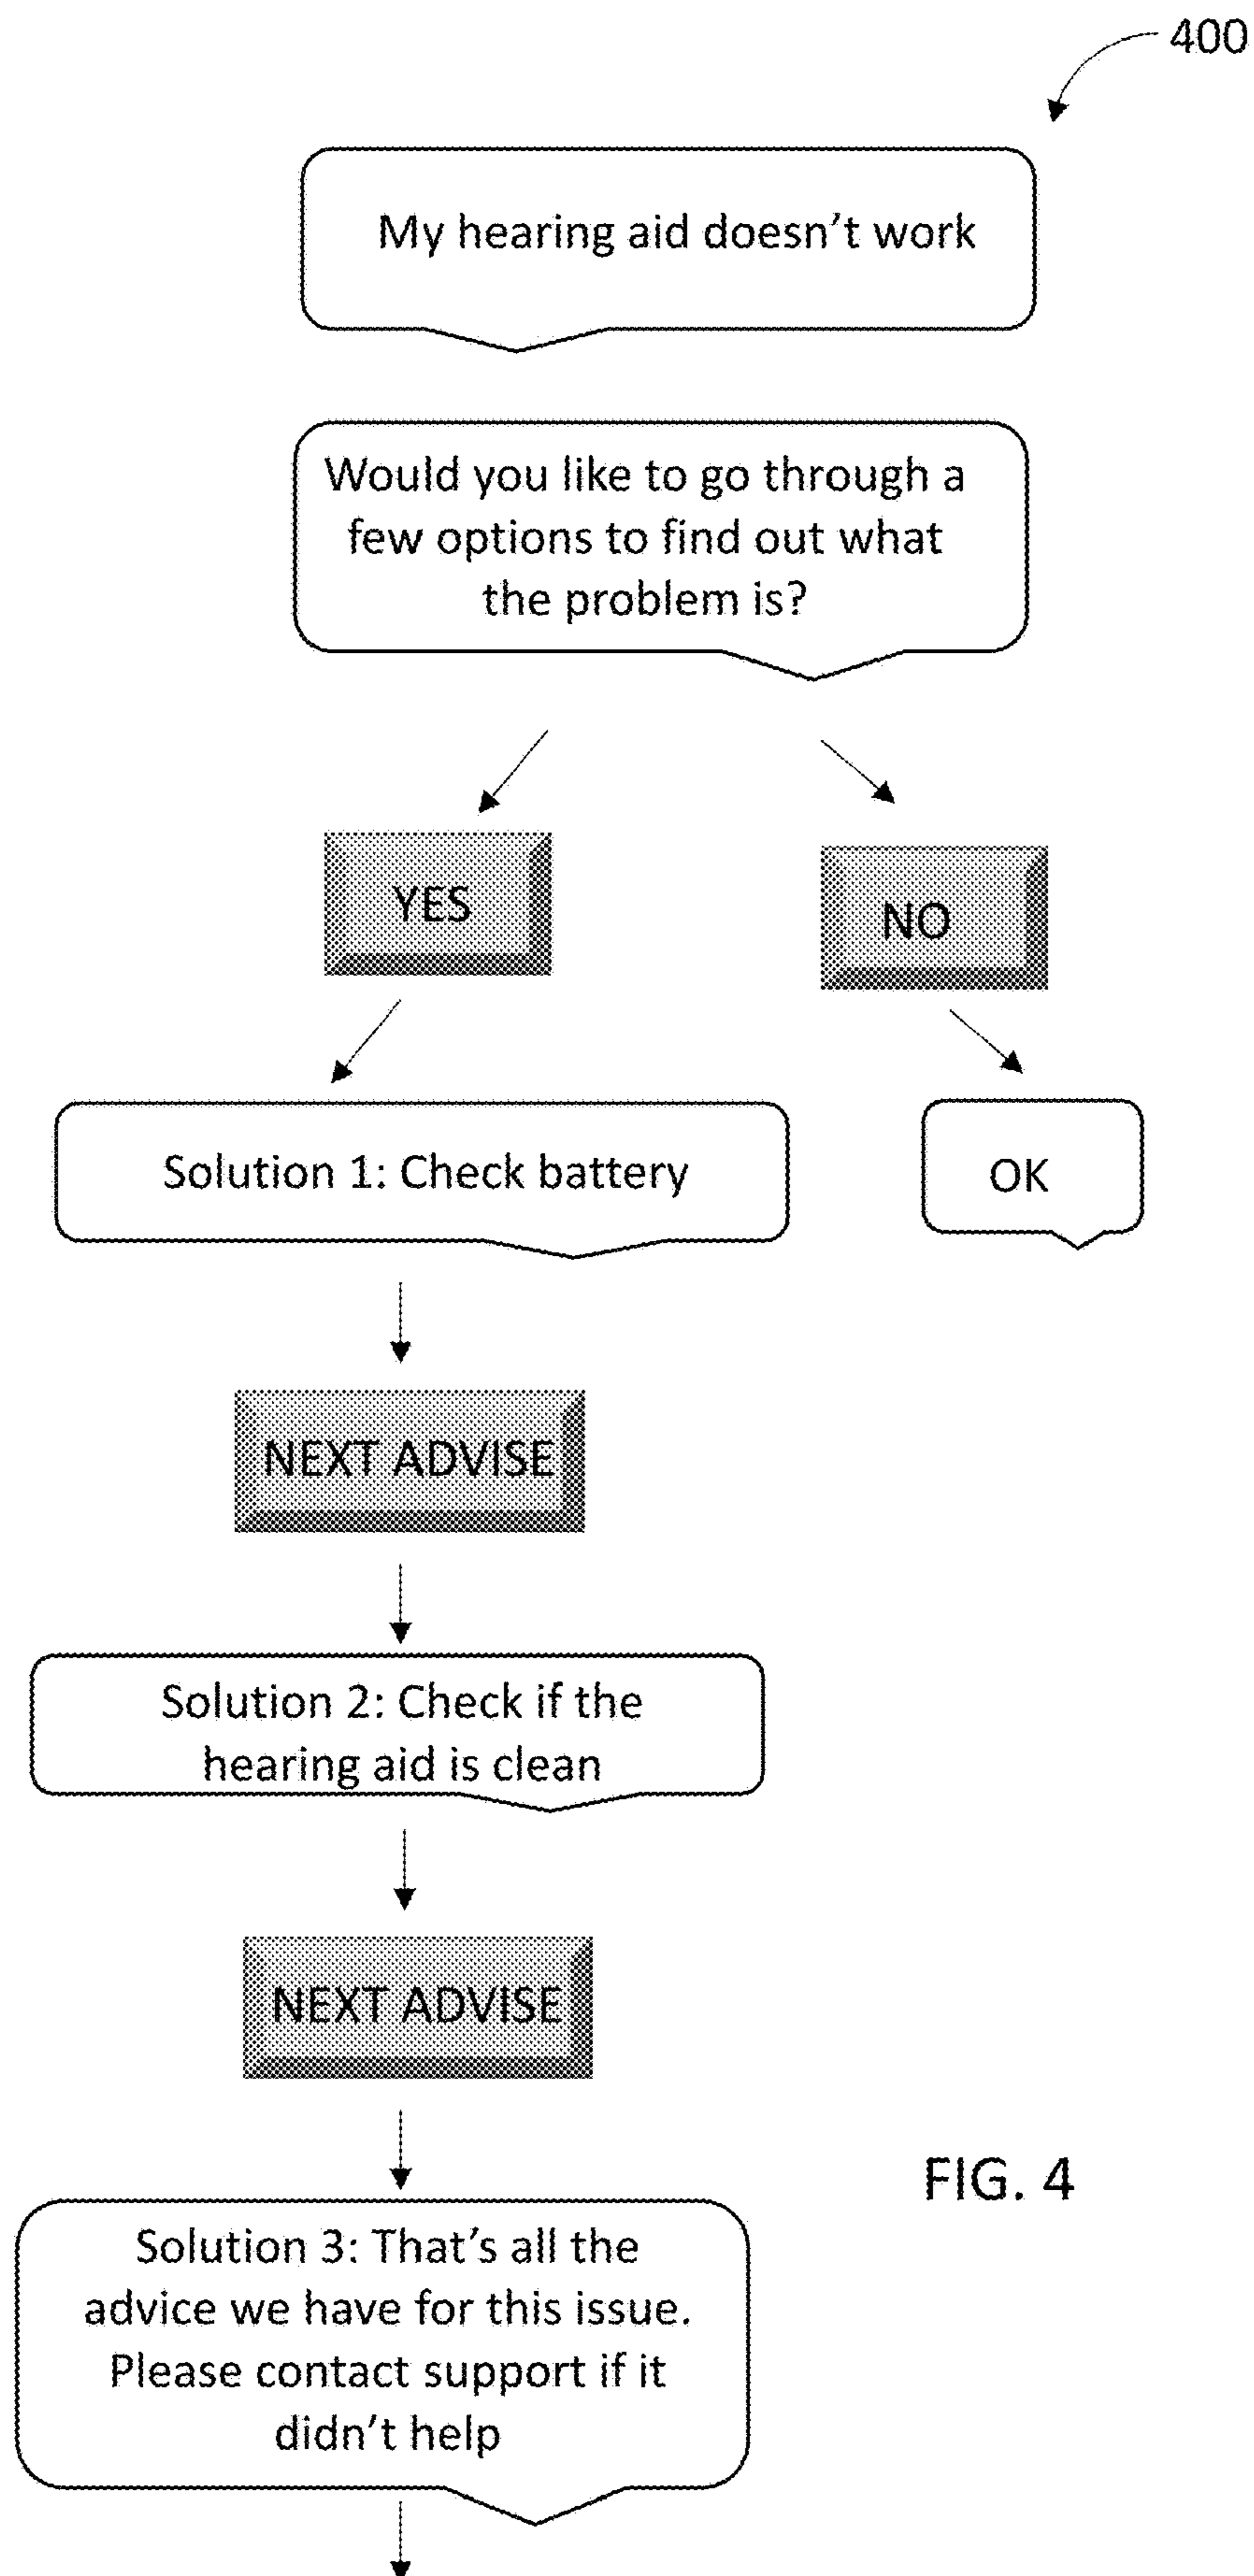 400
My hearing aid doesn't work
Would you like to go through a
few options to find out what
the problem is?
YES
NO
Solution 1: Check battery
OK
NEXT ADVISE
Solution 2: Check if the
hearing aid is clean
NEXT ADVISE
FIG. 4
Solution 3: That's all the
advice we have for this issue.
Please contact support if it
didn't help